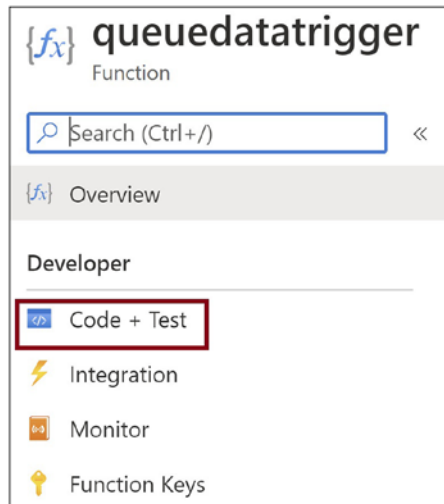 {fx} queuedatatrigger
Function
Search (Ctrl+/)
«
{fx} Overview
Developer
</> Code + Test
Integration
Monitor
Function Keys